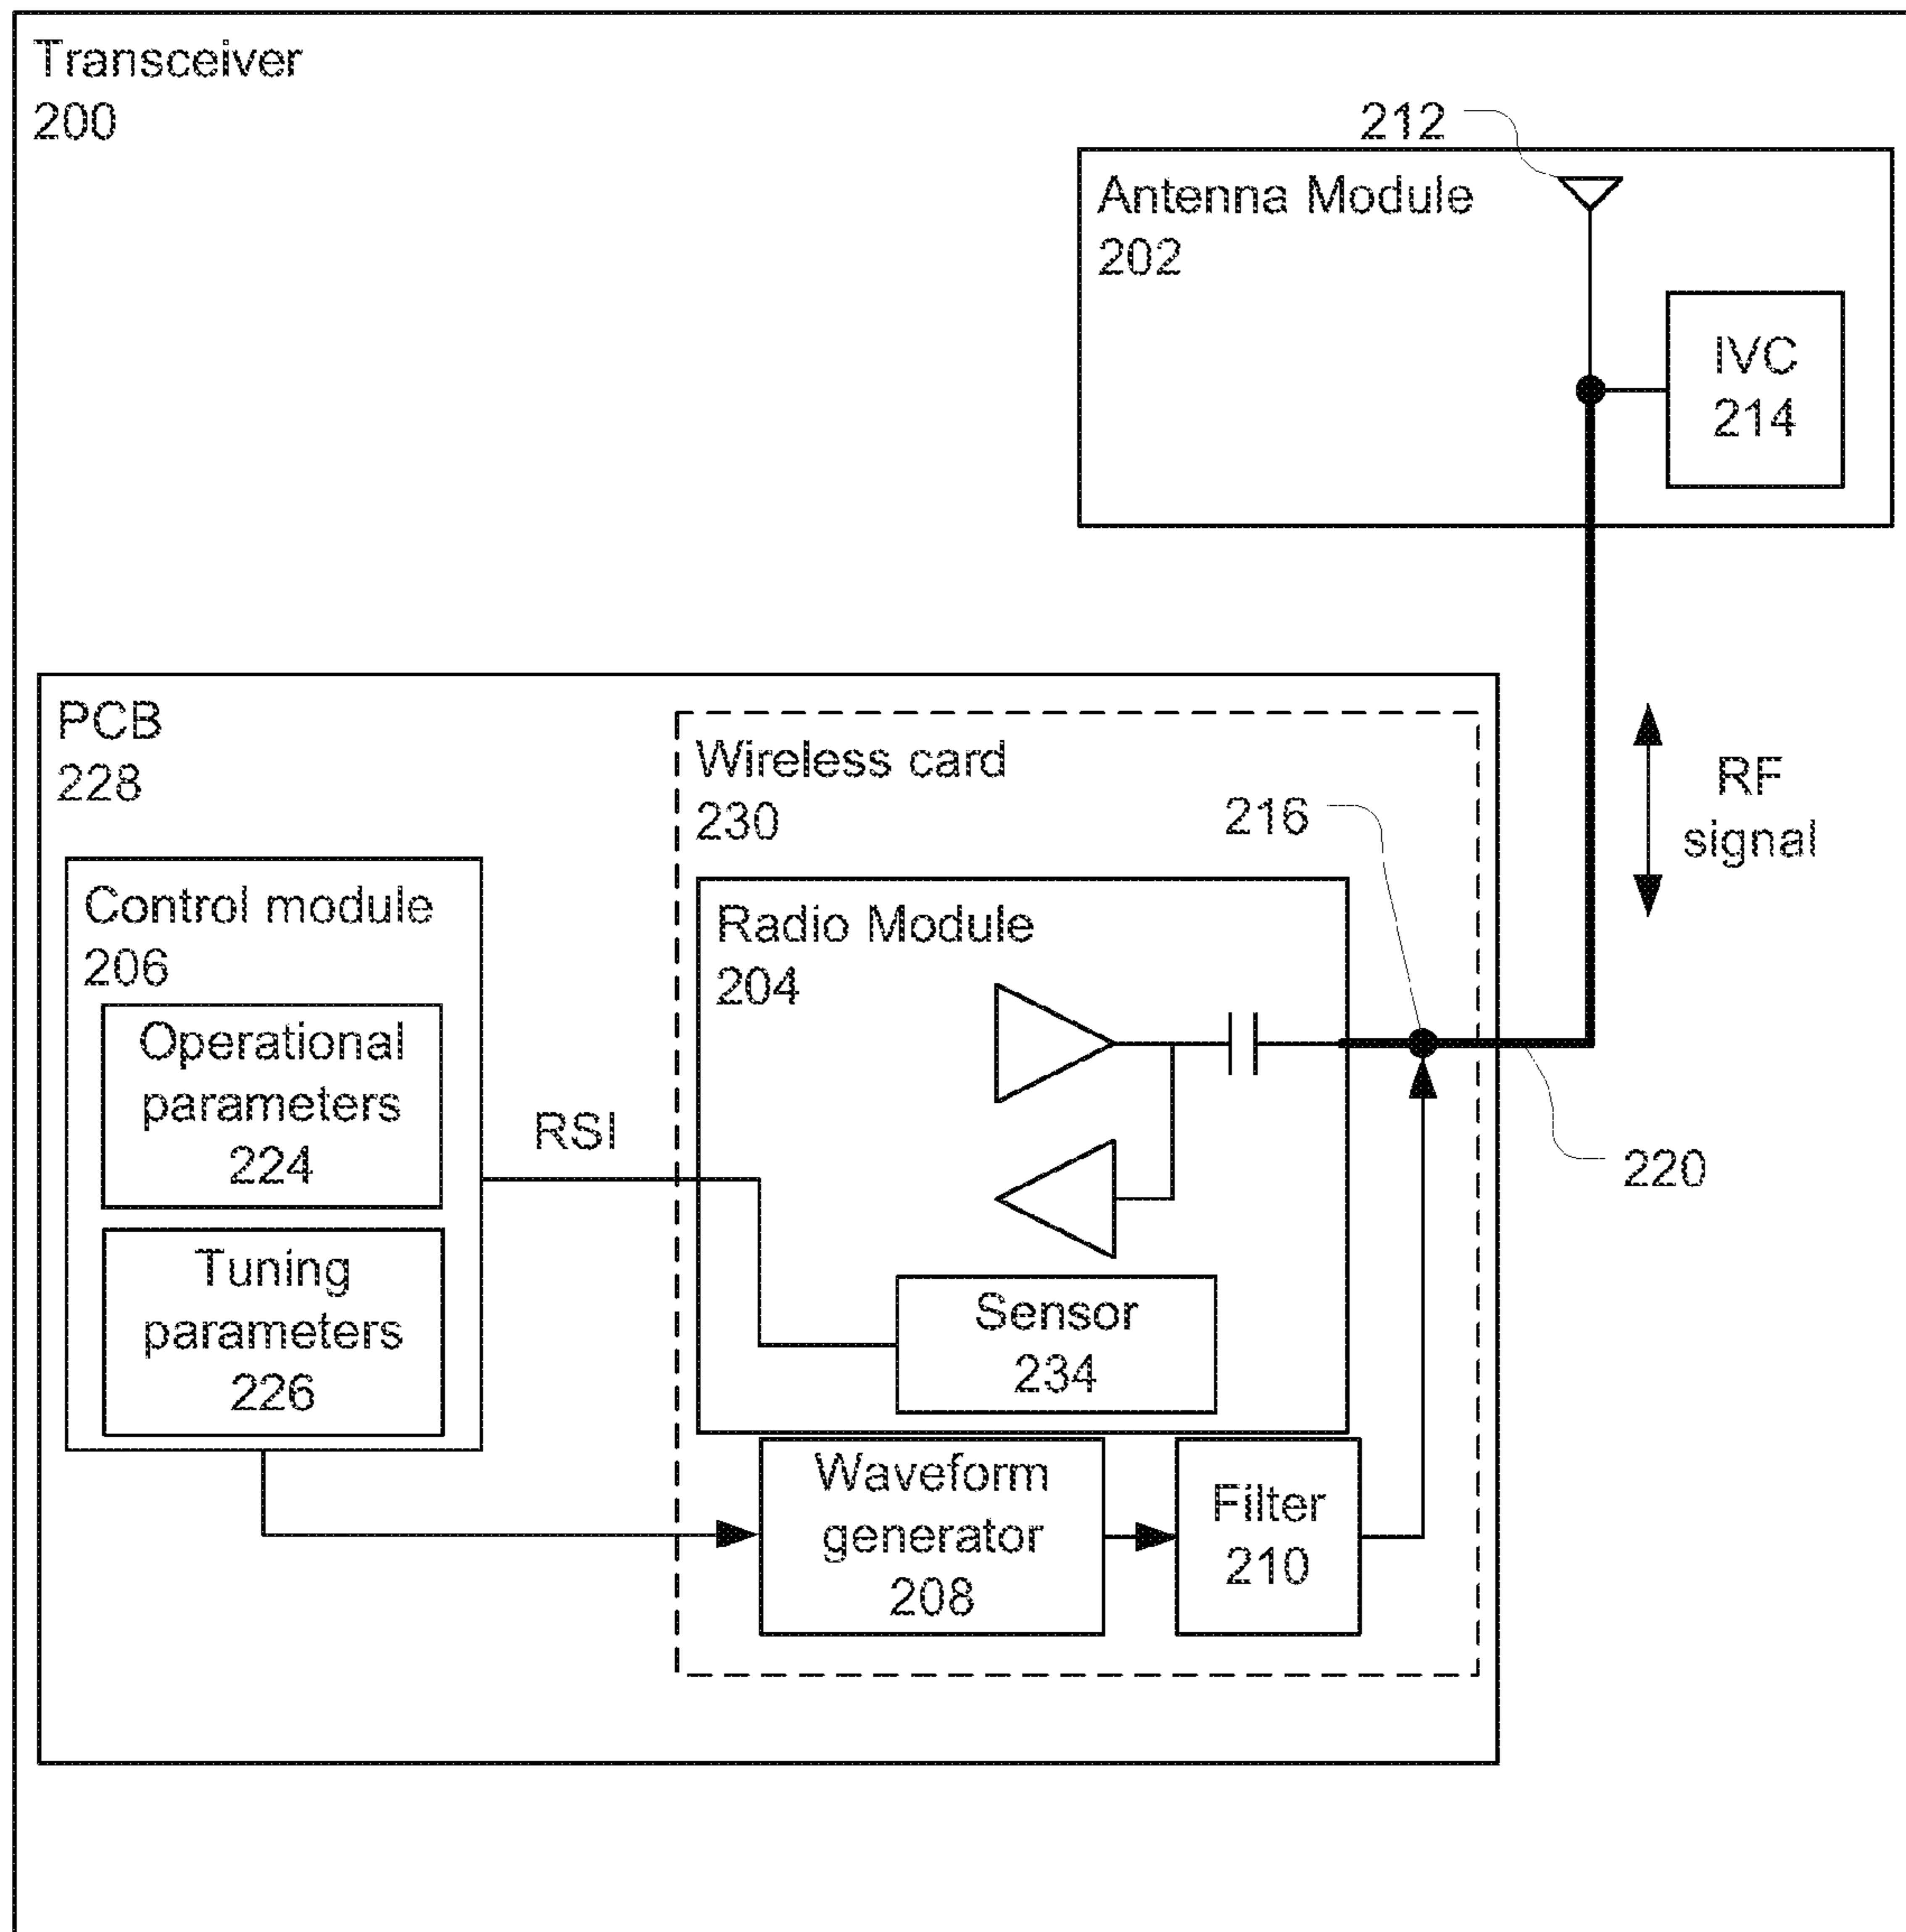 Transceiver
200
212
Antenna Module
202
IVC
214
PCB
228
Wireless card
230
216
RF
signal
Control module
206
Radio Module
204
Operational
parameters
224
RSI
220
Tuning
parameters
226
Sensor
234
Waveform
generator
208
Filter
210